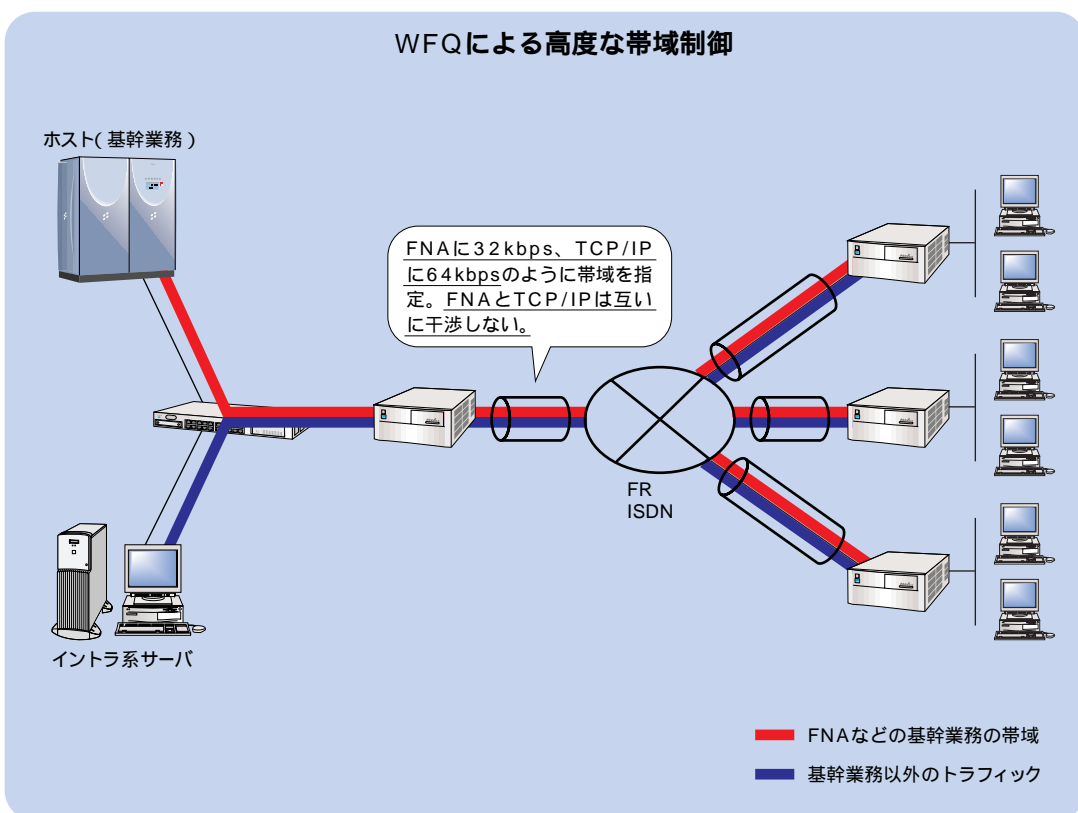 WFQによる高度な帯域制御
ホスト(基幹業務)
FNAに32kbps、TCP/IP
に64kbpsのように帯域を指
定。FNAとTCP/IPは互い
に干渉しない。
FR
ISDN
イントラ系サーバ
FNAなどの基幹業務の帯域
基幹業務以外のトラフィック